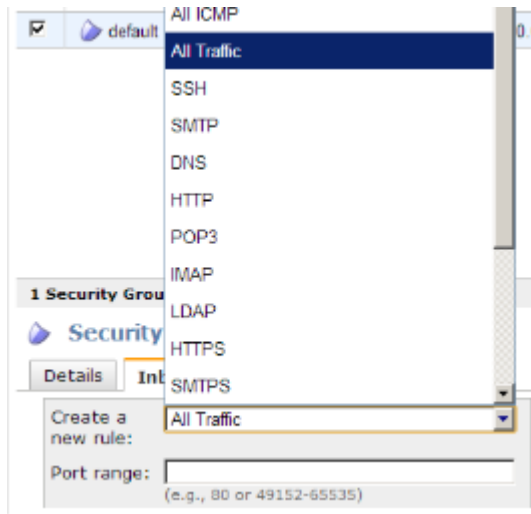 All ICMP
default
0.
All Traffic
SSH
SMTP
DNS
HTTP
POP3
IMAP
LDAP
HTTPS
SMTPS
1 Security Grou
Security
Details Inb
Create a new rule: All Traffic
Port range:
(e.g., 80 or 49152-65535)